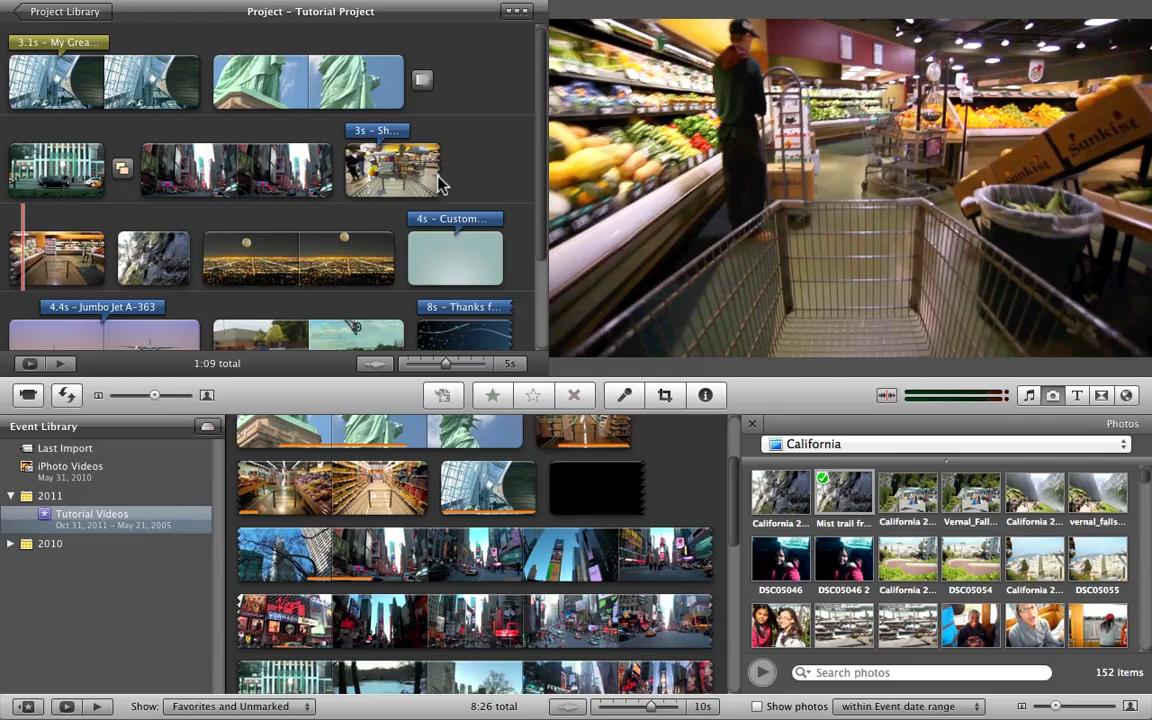 Project Library
Project – Tutorial Project
3.1s – My Grea...
3s – Sh...
4s – Custom...
4.4s – Jumbo Jet A-363
8s – Thanks f...
1:09 total
5s
Sunkist
Event Library
Last Import
iPhoto Videos
May 31, 2010
2011
Tutorial Videos
Oct 31, 2011 – May 21, 2005
2010
Photos
California
California 2...
Mist trail fr...
California 2...
Vernal_Fall...
California 2...
vernal_falls...
DSC05046
DSC05046 2
California 2...
DSC05054
California 2...
DSC05055
Search photos
152 items
Show:
Favorites and Unmarked
8:26 total
10s
Show photos
within Event date range